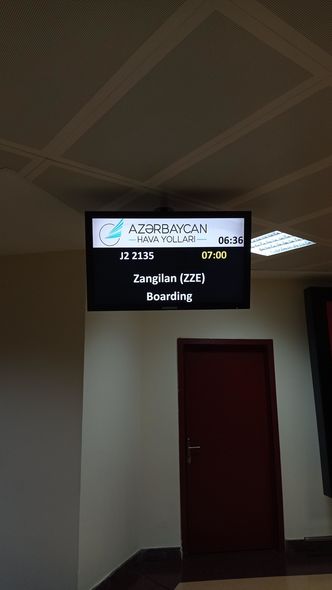 AZƏRBAYCAN
HAVA YOLLARI
06:36
J2 2135 07:00
Zangilan (ZZE)
Boarding